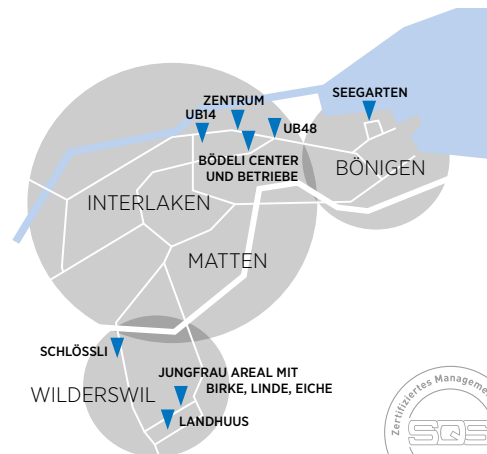 SEEGARTEN
ZENTRUM
UB14
UB48
BÖDELI CENTER
UND BETRIEBE
BÖNIGEN
INTERLAKEN
MATTEN
SCHLÖSSLI
JUNGFRAU AREAL MIT
BIRKE, LINDE, EICHE
WILDERSWIL
LANDHUUS
Zertifiziertes Manageme
SQS